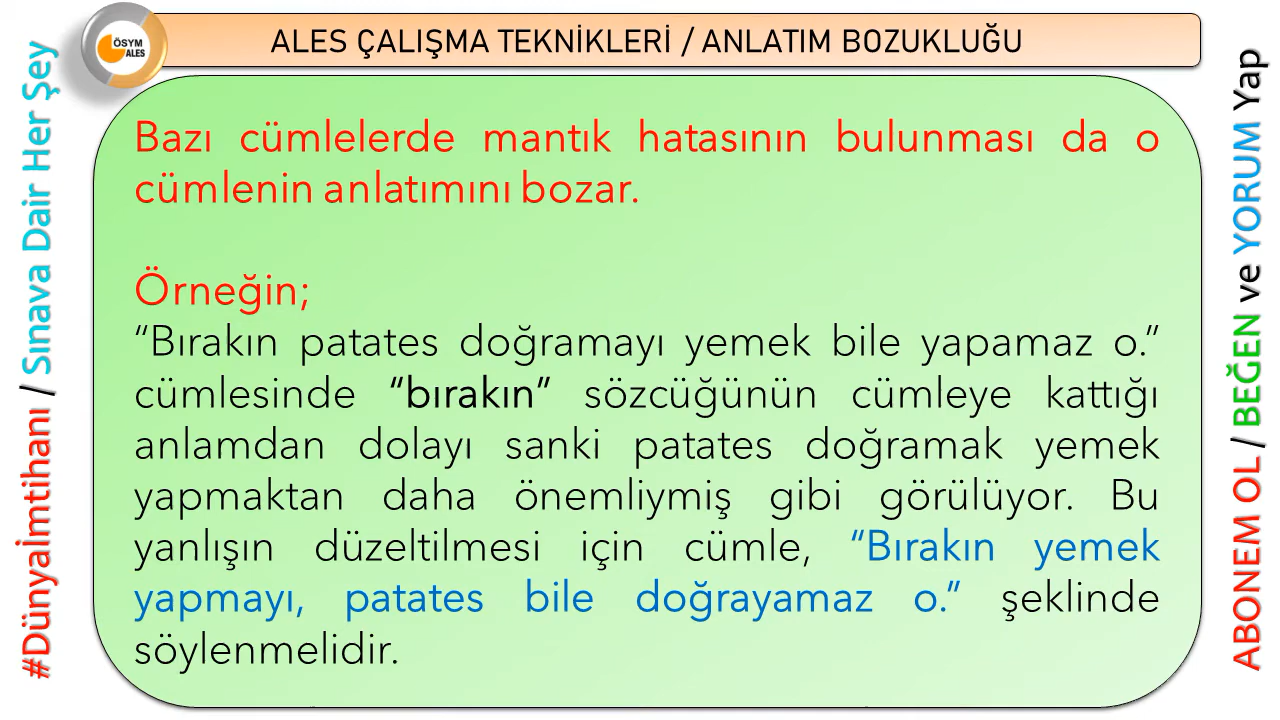 ÖSYM
ALES
ALES ÇALIŞMA TEKNİKLERİ / ANLATIM BOZUKLUĞU
#Dünyaİmtihanı / Sınava Dair Her Şey
Bazı cümlelerde mantık hatasının bulunması da o
cümlenin anlatımını bozar.
Örneğin;
“Bırakın patates doğramayı yemek bile yapamaz o.”
cümlesinde “bırakın” sözcüğünün cümleye kattığı
anlamdan dolayı sanki patates doğramak yemek
yapmaktan daha önemliymiş gibi görülüyor. Bu
yanlışın düzeltilmesi için cümle, “Bırakın yemek
yapmayı, patates bile doğrayamaz o.” şeklinde
söylenmelidir.
ABONEM OL / BEĞEN ve YORUM Yap